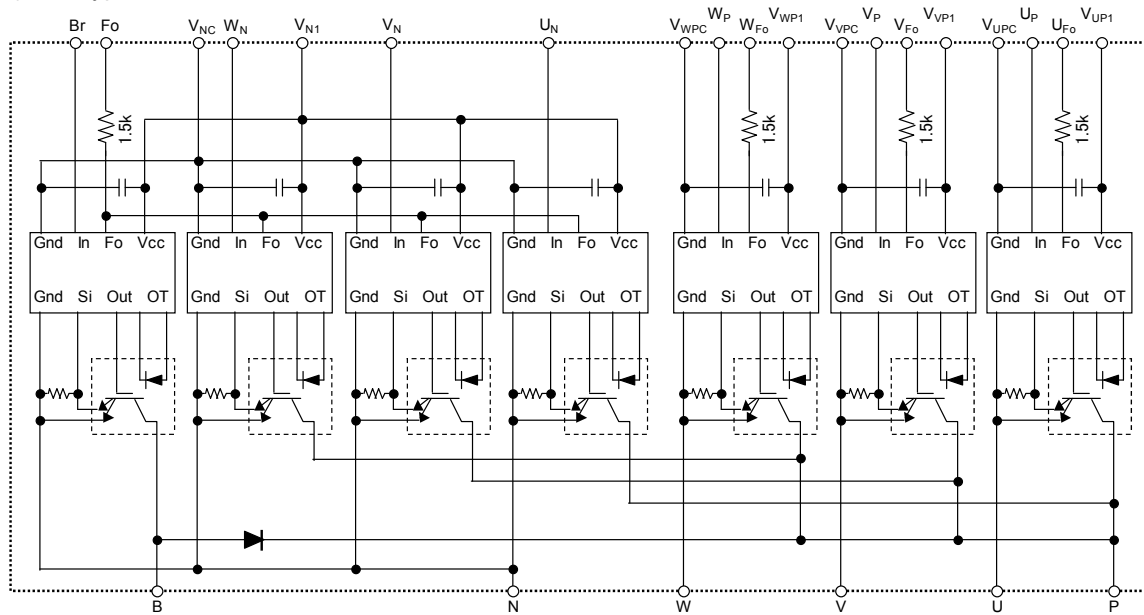 Br Fo V_NC W_N V_N1 V_N U_N V_WPC W_P W_Fo V_WP1 V_VPC V_P V_Fo V_VP1 V_UPC U_P U_Fo V_UP1
1.5k 1.5k 1.5k 1.5k
Gnd In Fo Vcc Gnd In Fo Vcc Gnd In Fo Vcc Gnd In Fo Vcc Gnd In Fo Vcc Gnd In Fo Vcc Gnd In Fo Vcc
Gnd Si Out OT Gnd Si Out OT Gnd Si Out OT Gnd Si Out OT Gnd Si Out OT Gnd Si Out OT Gnd Si Out OT
B N W V U P